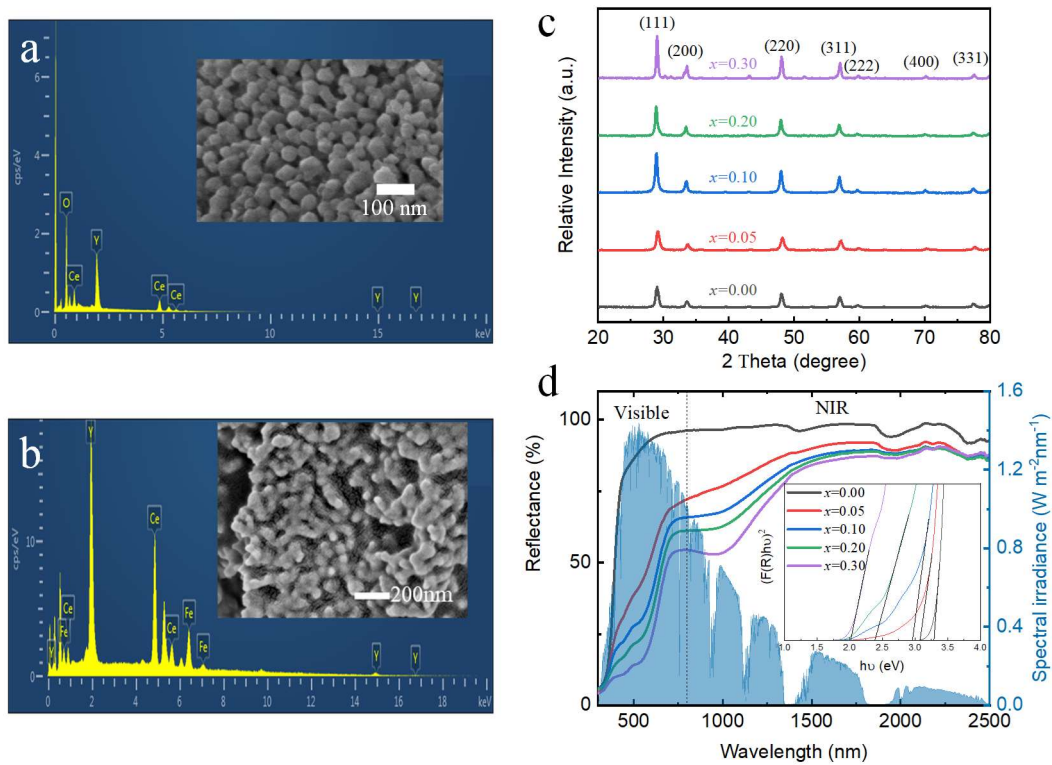 a
cps/eV
6
4
2
0
O
Ce
Y
Ce
Ce
Y
Y
0
5
10
15
20
keV
100 nm
b
cps/eV
10
5
0
Y
Ce
Ce
Fe
Y
Ce
Fe
Fe
Y
Y
0
2
4
6
8
10
12
14
16
18
keV
200nm
c
Relative Intensity (a.u.)
(111)
(200)
(220)
(311)
(222)
(400)
(331)
x=0.30
x=0.20
x=0.10
x=0.05
x=0.00
20 30 40 50 60 70 80
2 Theta (degree)
d
Visible
NIR
Reflectance (%)
100
50
0
1.6
1.2
0.8
0.4
0.0
Spectral irradiance (W m-2nm-1)
x=0.00
x=0.05
x=0.10
x=0.20
x=0.30
(F(R)hυ)2
1.0 1.5 2.0 2.5 3.0 3.5 4.0
hυ (eV)
500 1000 1500 2000 2500
Wavelength (nm)